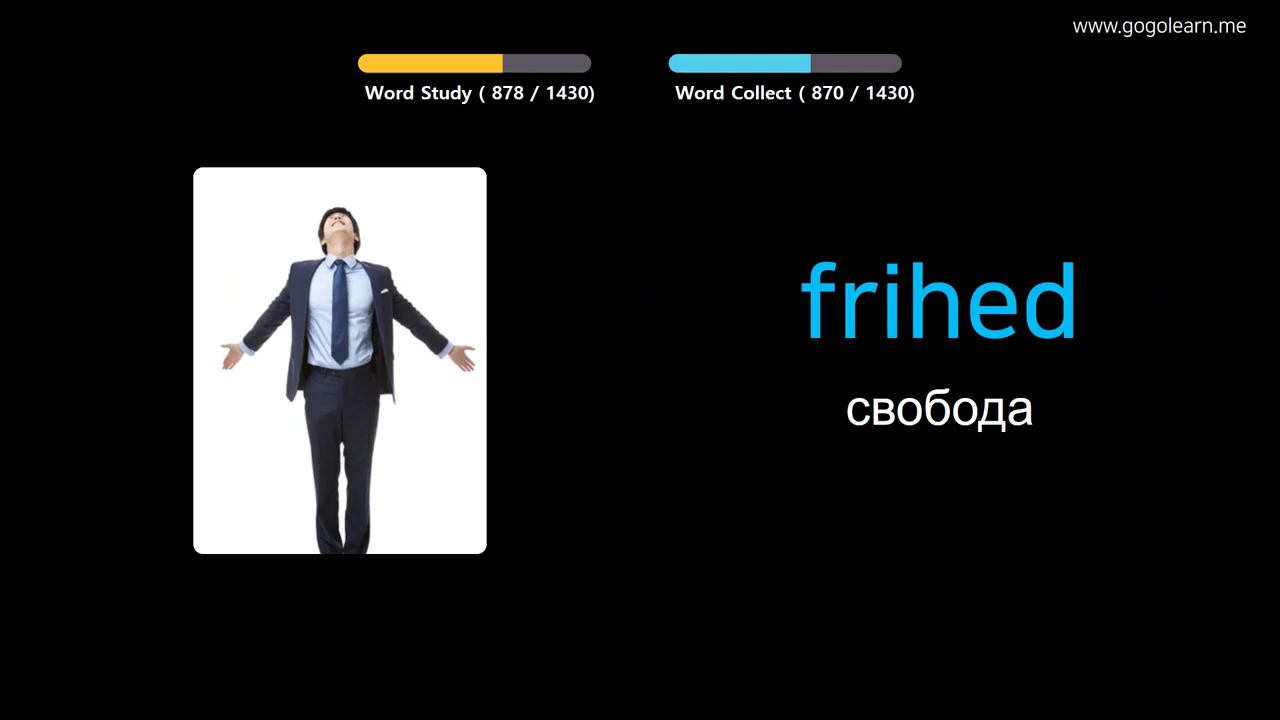 www.gogolearn.me
Word Study ( 878 / 1430)
Word Collect ( 870 / 1430)
frihed
свобода